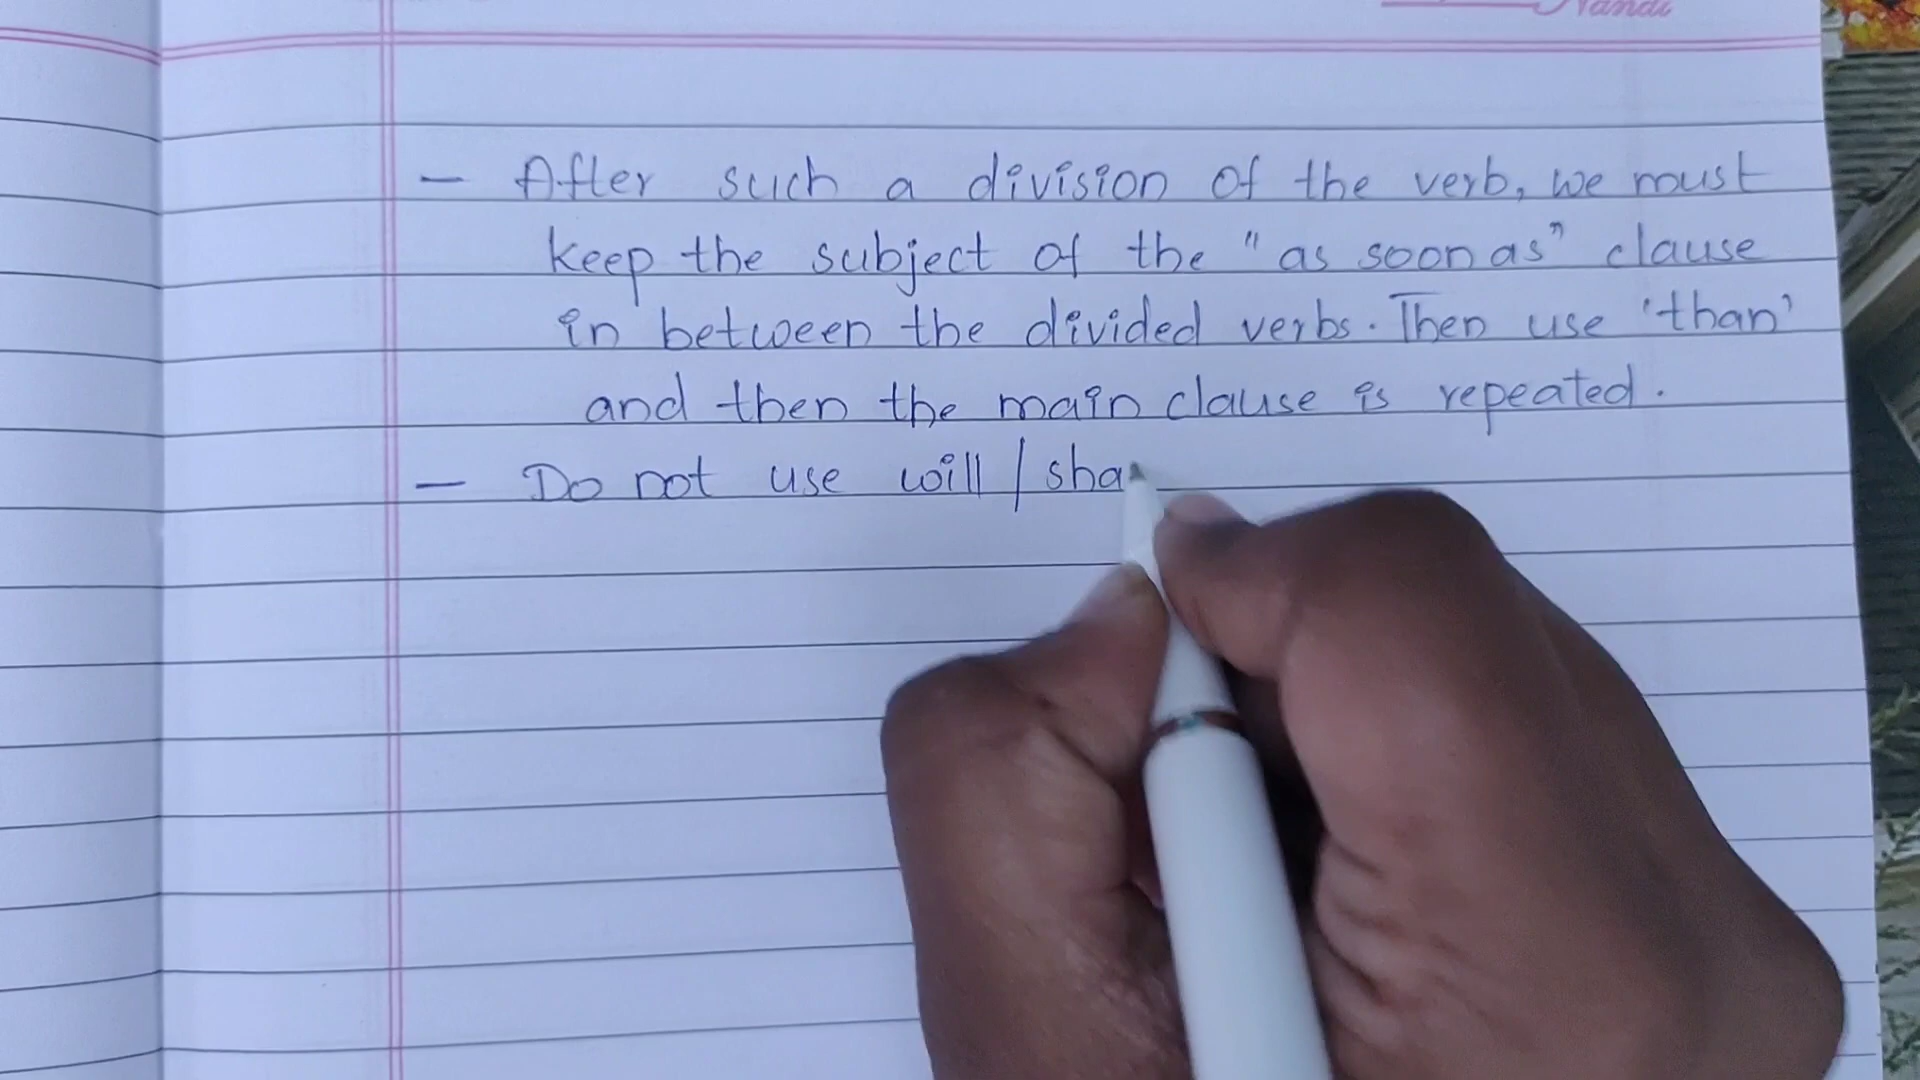 Nandi
- After such a division of the verb, we must
keep the subject of the "as soon as" clause
in between the divided verbs. Then use 'than'
and then the main clause is repeated.
- Do not use will / sha